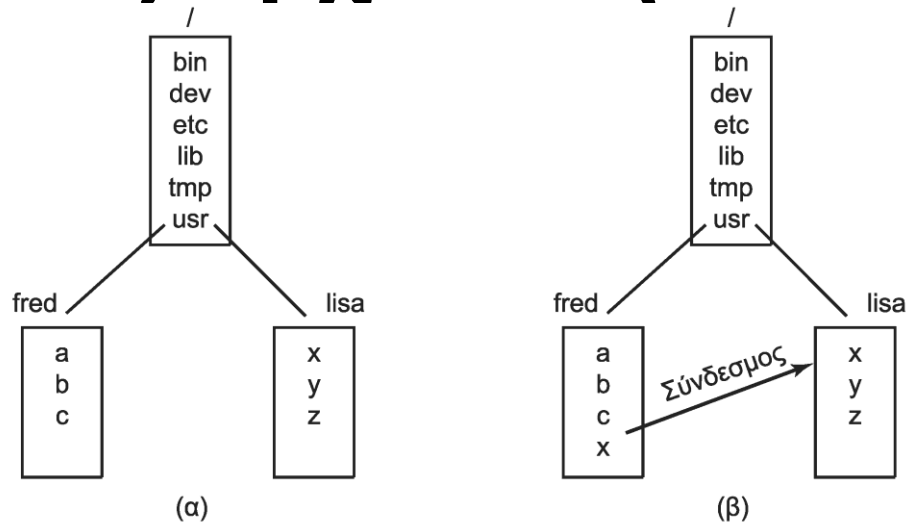 /
bin
dev
etc
lib
tmp
usr
fred
lisa
a
b
c
x
y
z
(α)
/
bin
dev
etc
lib
tmp
usr
fred
lisa
a
b
c
x
Σύνδεσμος
x
y
z
(β)